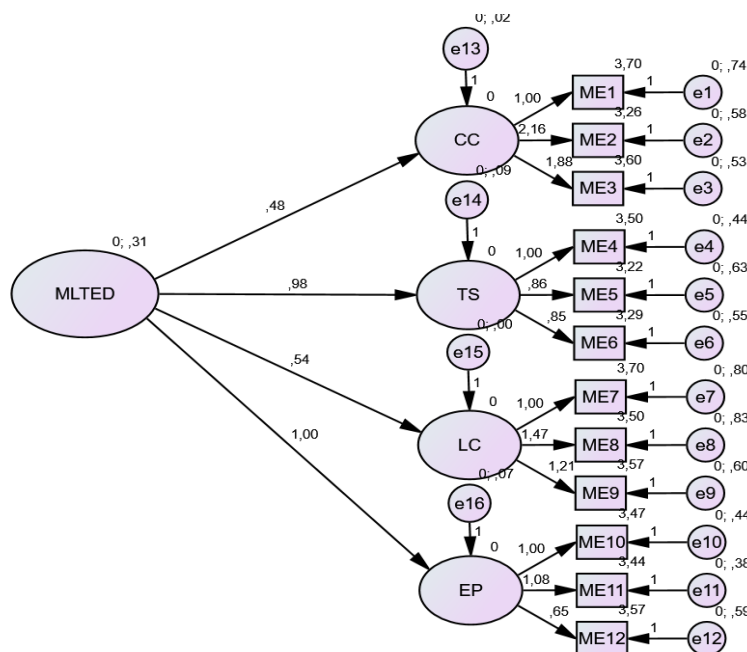 0; ,02
e13
1
0
CC
1,00
2,16
1,88
3,70
ME1
1
0; ,74
e1
3,26
ME2
1
0; ,58
e2
3,60
ME3
1
0; ,53
e3
0; ,09
e14
1
0
TS
1,00
,86
,85
3,50
ME4
1
0; ,44
e4
3,22
ME5
1
0; ,63
e5
3,29
ME6
1
0; ,55
e6
0; ,31
MLTED
,48
,98
,54
1,00
0; ,00
e15
1
0
LC
1,00
1,47
1,21
3,70
ME7
1
0; ,80
e7
3,50
ME8
1
0; ,83
e8
3,57
ME9
1
0; ,60
e9
0; ,07
e16
1
0
EP
1,00
1,08
,65
3,47
ME10
1
0; ,44
e10
3,44
ME11
1
0; ,38
e11
3,57
ME12
1
0; ,59
e12